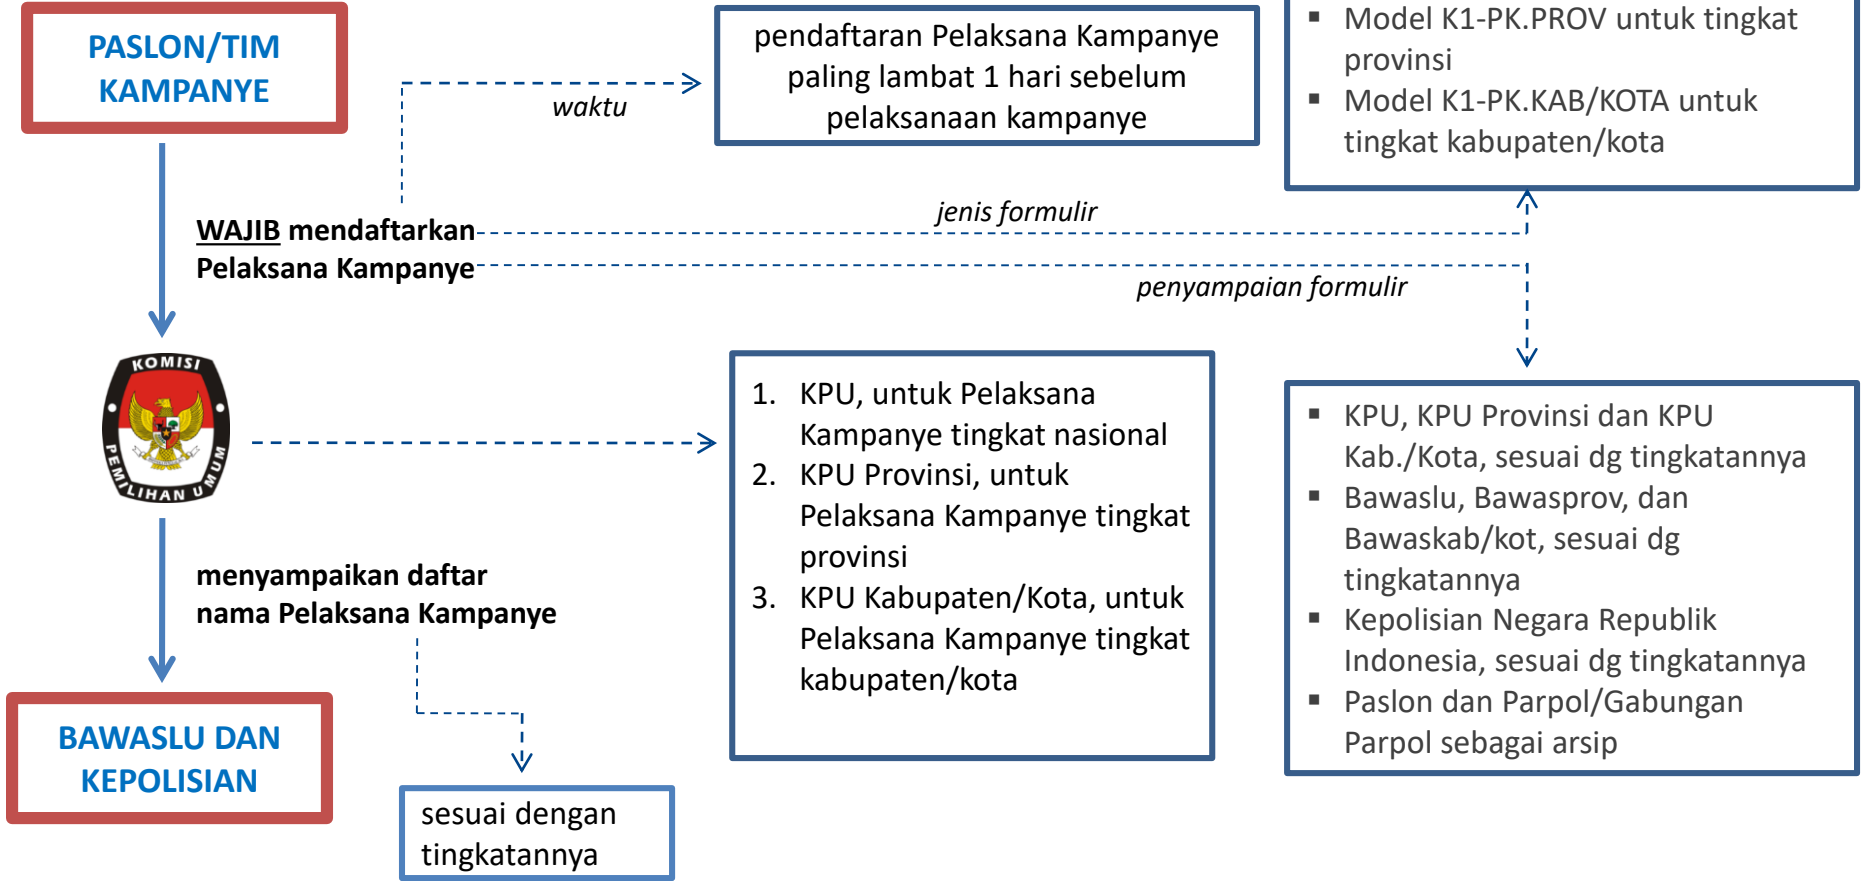 PASLON/TIM
KAMPANYE
pendaftaran Pelaksana Kampanye
paling lambat 1 hari sebelum
pelaksanaan kampanye
▪ Model K1-PK.PROV untuk tingkat
provinsi
▪ Model K1-PK.KAB/KOTA untuk
tingkat kabupaten/kota
waktu
WAJIB mendaftarkan
Pelaksana Kampanye
jenis formulir
penyampaian formulir
KOMISI
PEMILIHAN UMUM
1. KPU, untuk Pelaksana
Kampanye tingkat nasional
2. KPU Provinsi, untuk
Pelaksana Kampanye tingkat
provinsi
3. KPU Kabupaten/Kota, untuk
Pelaksana Kampanye tingkat
kabupaten/kota
▪ KPU, KPU Provinsi dan KPU
Kab./Kota, sesuai dg tingkatannya
▪ Bawaslu, Bawasprov, dan
Bawaskab/kot, sesuai dg
tingkatannya
▪ Kepolisian Negara Republik
Indonesia, sesuai dg tingkatannya
▪ Paslon dan Parpol/Gabungan
Parpol sebagai arsip
menyampaikan daftar
nama Pelaksana Kampanye
BAWASLU DAN
KEPOLISIAN
sesuai dengan
tingkatannya